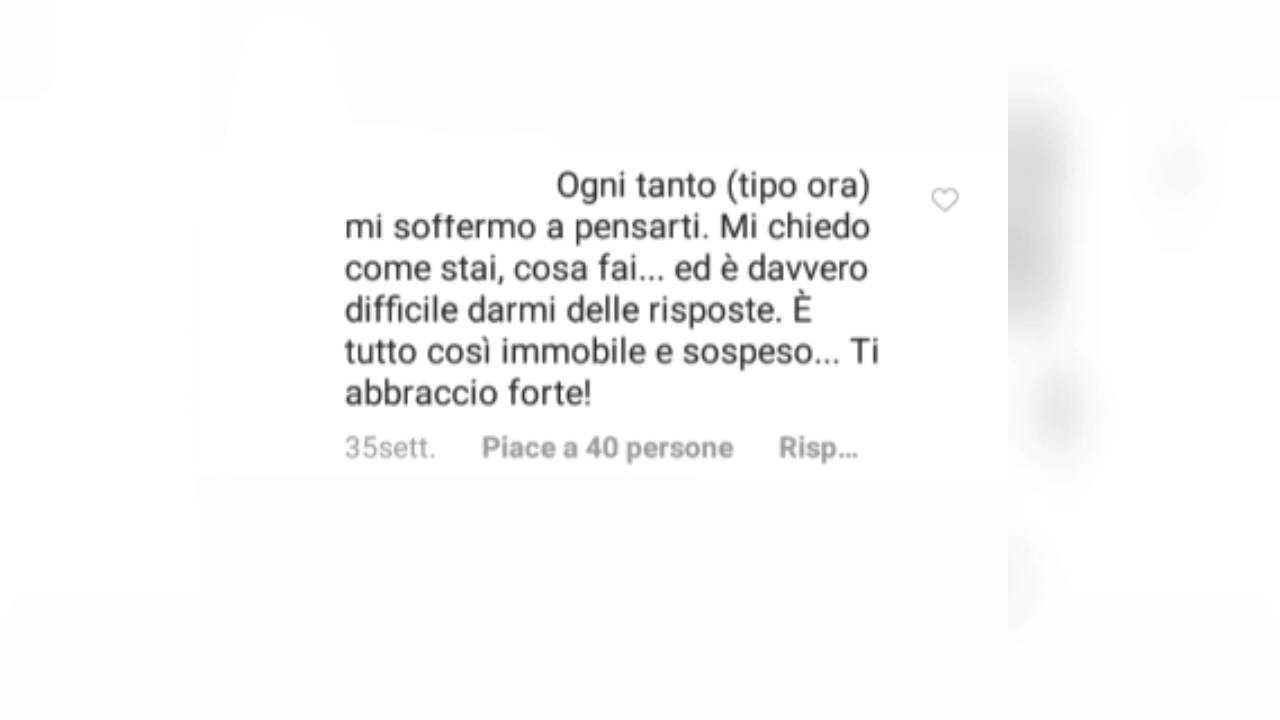 Ogni tanto (tipo ora)
mi soffermo a pensarti. Mi chiedo
come stai, cosa fai... ed è davvero
difficile darmi delle risposte. È
tutto così immobile e sospeso... Ti
abbraccio forte!
35sett. Piace a 40 persone Risp...